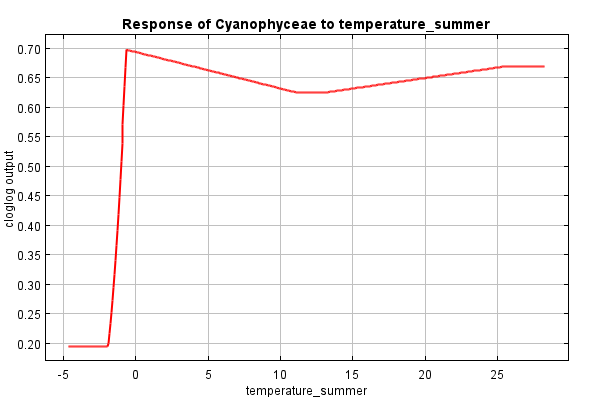 Response of Cyanophyceae to temperature_summer
cloglog output
0.70
0.65
0.60
0.55
0.50
0.45
0.40
0.35
0.30
0.25
0.20
-5 0 5 10 15 20 25
temperature_summer